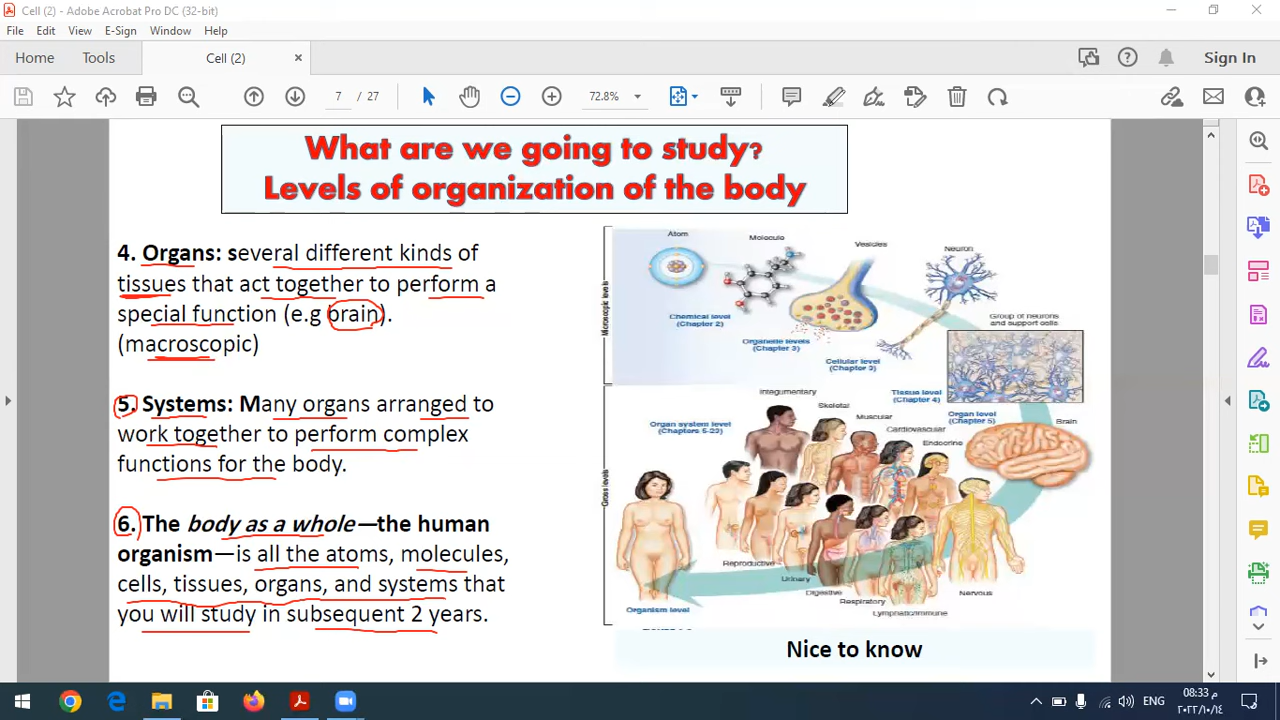 Cell (2) - Adobe Acrobat Pro DC (32-bit)
File Edit View E-Sign Window Help
Home Tools Cell (2) × Sign In
7 / 27 72.8%
What are we going to study?
Levels of organization of the body
4. Organs: several different kinds of
tissues that act together to perform a
special function (e.g brain).
(macroscopic)
5. Systems: Many organs arranged to
work together to perform complex
functions for the body.
6. The body as a whole—the human
organism—is all the atoms, molecules,
cells, tissues, organs, and systems that
you will study in subsequent 2 years.
Microscopic levels
Atom
Molecule
Vesicles
Neuron
Chemical level
(Chapter 2)
Organelle levels
(Chapter 3)
Cellular level
(Chapter 3)
Group of neurons
and support cells
Tissue level
(Chapter 4)
Organ level
(Chapter 5)
Brain
Gross levels
Organ system level
(Chapters 5-23)
Integumentary
Skeletal
Muscular
Cardiovascular
Endocrine
Nervous
Lymphatic/Immune
Respiratory
Digestive
Urinary
Reproductive
Organism level
Nice to know
ENG
08:33 م
٢٠٢٢/١٠/١٤